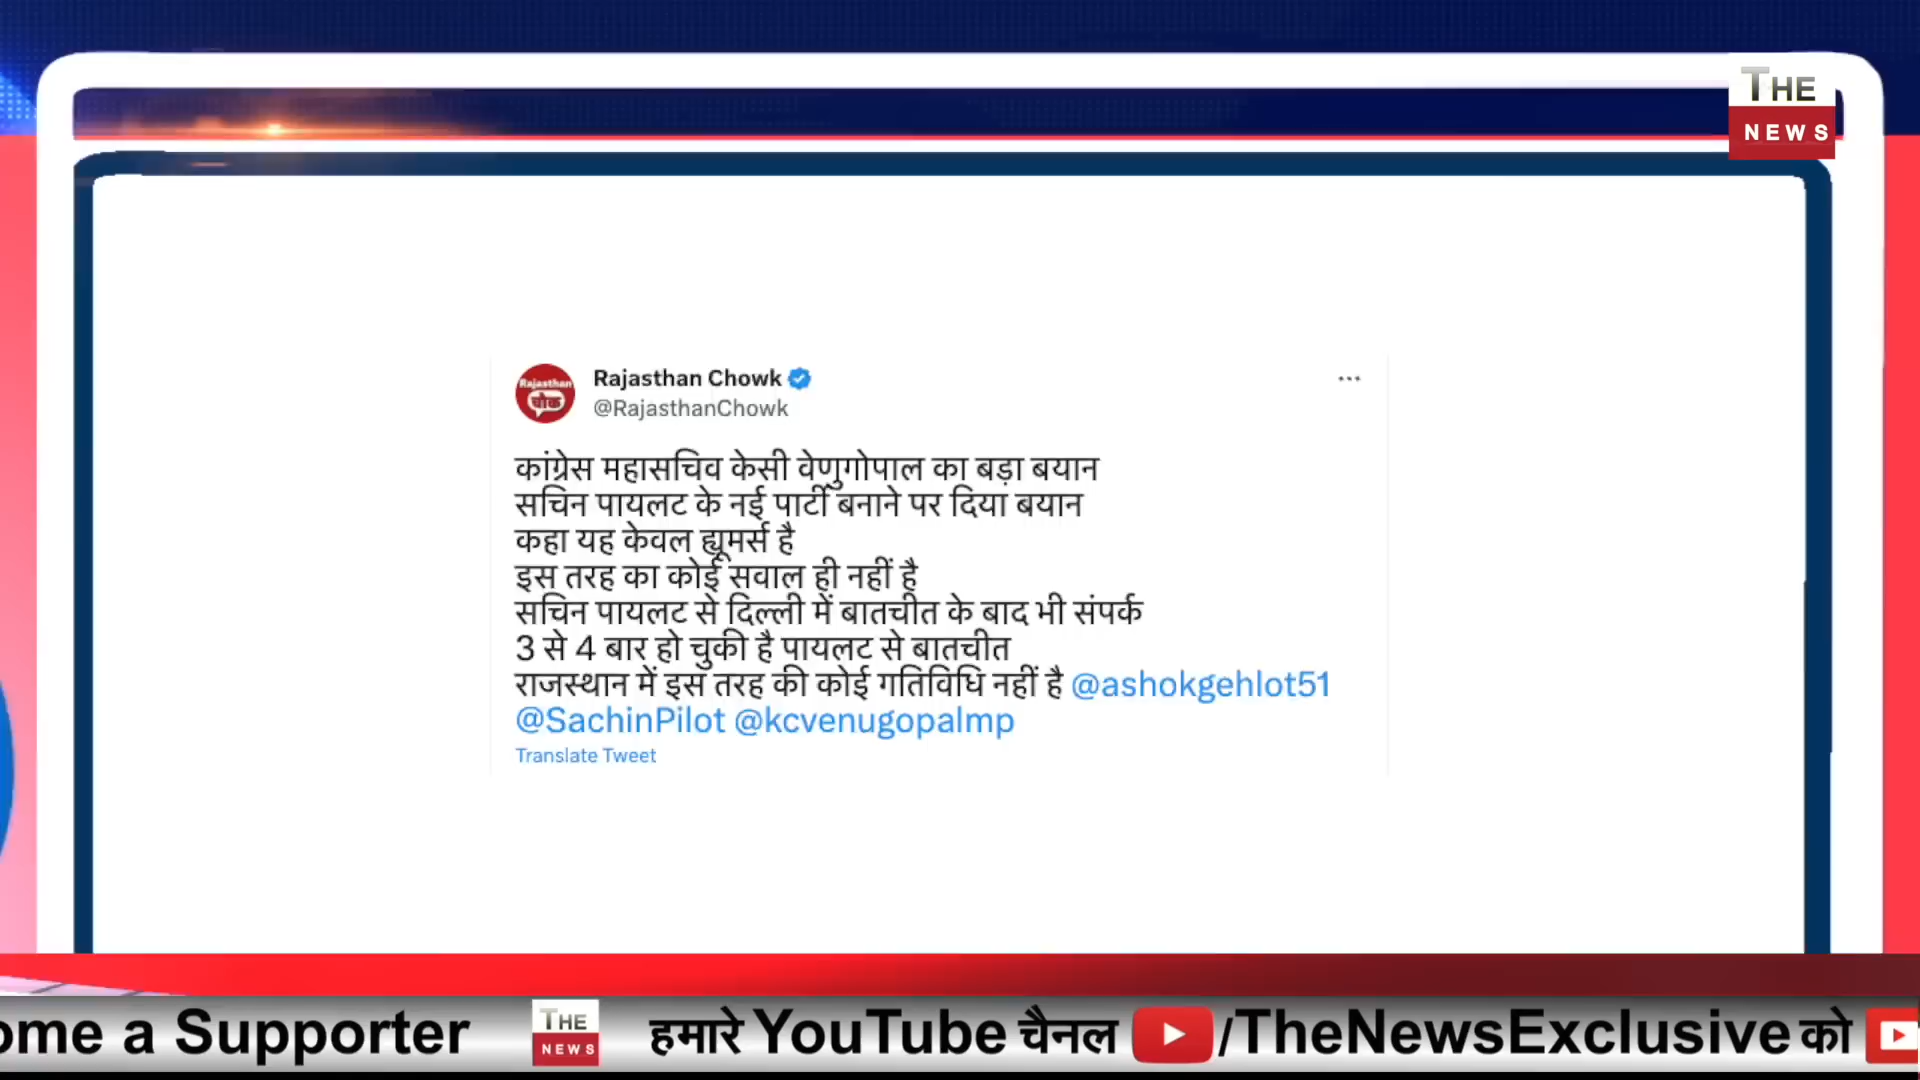 THE
NEWS
Rajasthan Chowk
@RajasthanChowk
कांग्रेस महासचिव केसी वेणुगोपाल का बड़ा बयान
सचिन पायलट के नई पार्टी बनाने पर दिया बयान
कहा यह केवल ह्यूमर्स है
इस तरह का कोई सवाल ही नहीं है
सचिन पायलट से दिल्ली में बातचीत के बाद भी संपर्क
3 से 4 बार हो चुकी है पायलट से बातचीत
राजस्थान में इस तरह की कोई गतिविधि नहीं है @ashokgehlot51
@SachinPilot @kcvenugopalmp
Translate Tweet
ome a Supporter THE NEWS हमारे YouTube चैनल /TheNewsExclusive को